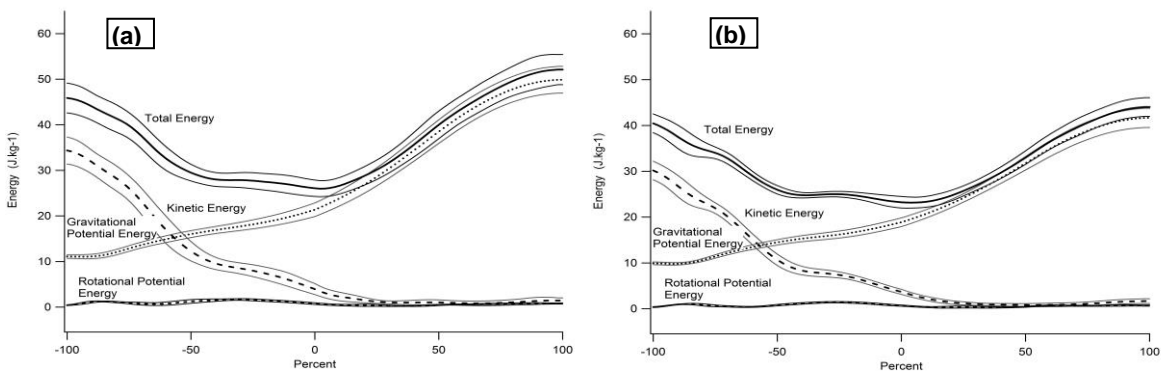 (a)
60
50
40
30
20
10
0
Energy (J.kg-1)
Total Energy
Kinetic Energy
Gravitational
Potential Energy
Rotational Potential
Energy
-100
-50
0
50
100
Percent
(b)
60
50
40
30
20
10
0
Energy (J.kg-1)
Total Energy
Kinetic Energy
Gravitational
Potential Energy
Rotational Potential
Energy
-100
-50
0
50
100
Percent